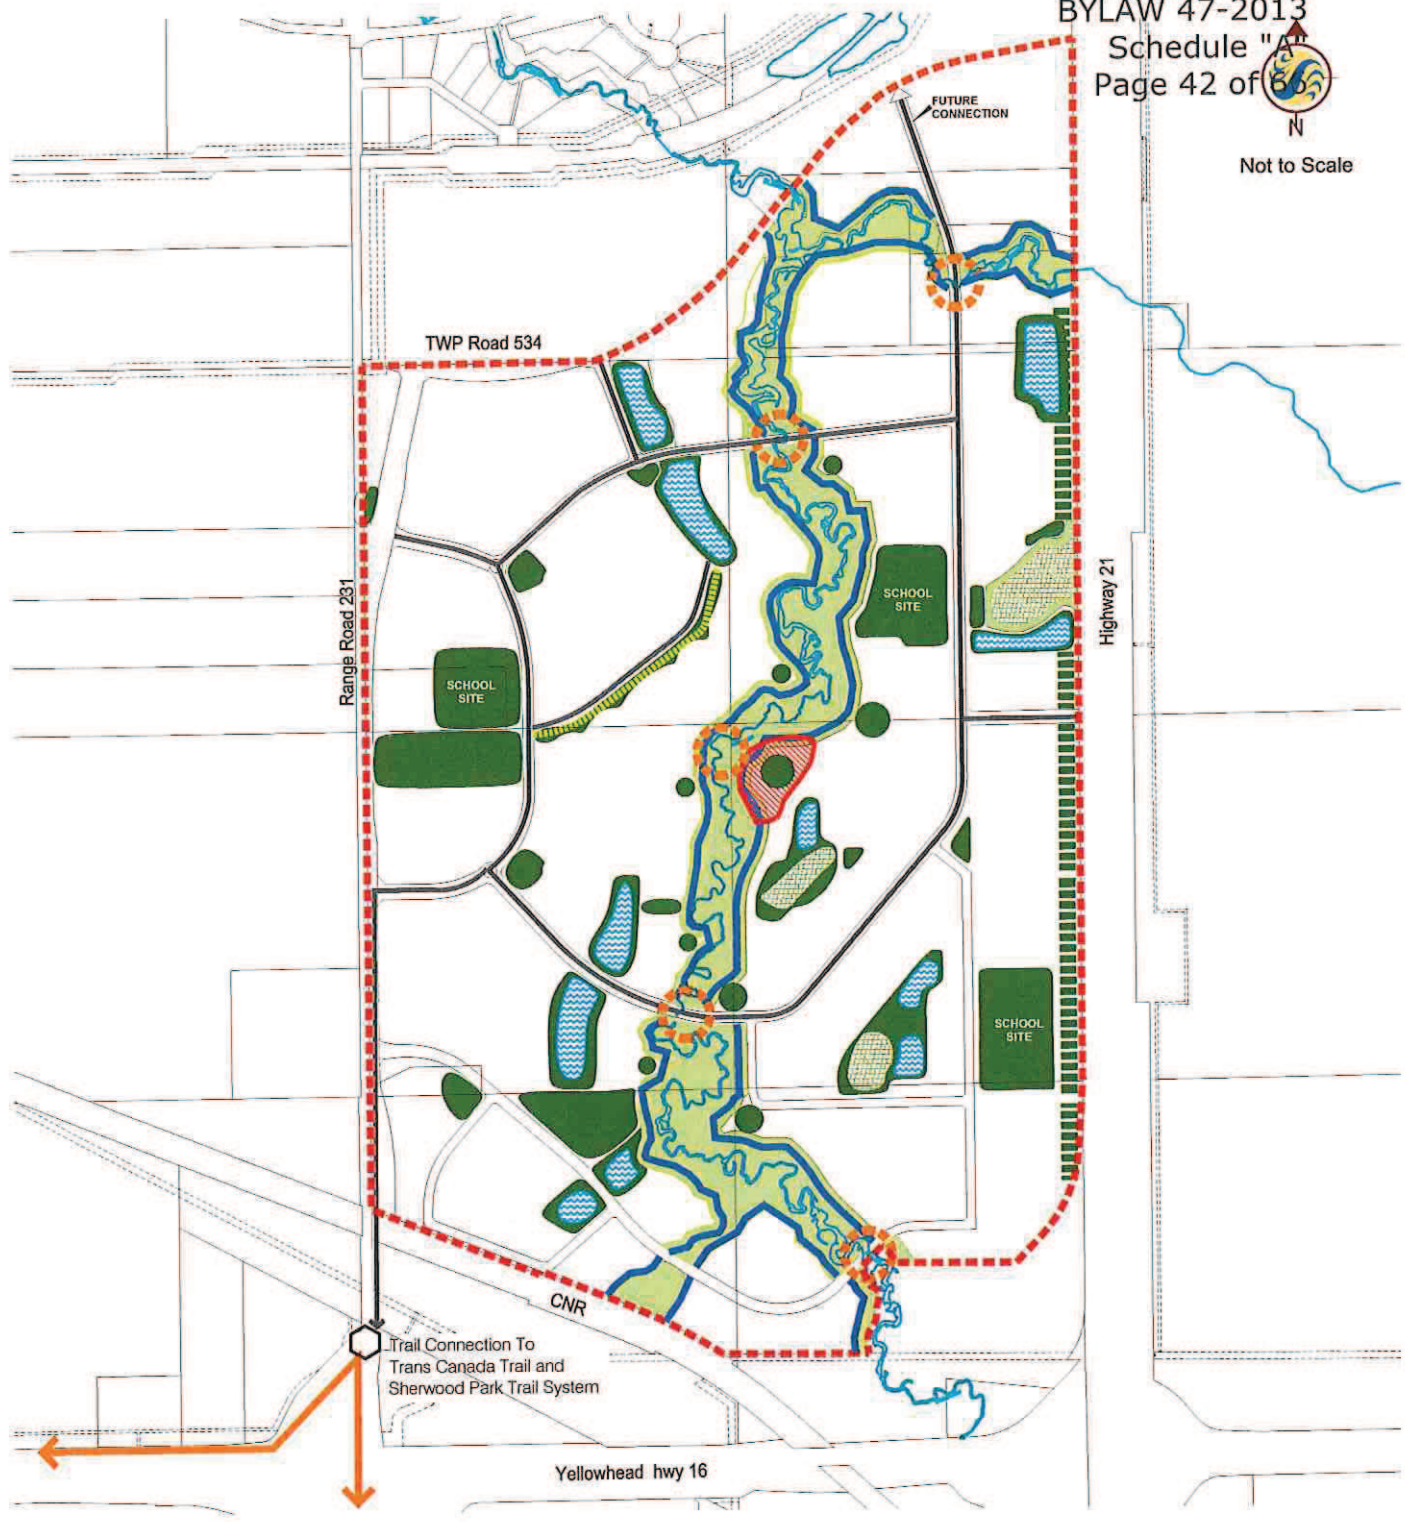 BYLAW 47-2013
Schedule "A"
Page 42 of 66
N
Not to Scale
FUTURE
CONNECTION
TWP Road 534
Range Road 231
Highway 21
SCHOOL
SITE
SCHOOL
SITE
SCHOOL
SITE
CNR
Trail Connection To
Trans Canada Trail and
Sherwood Park Trail System
Yellowhead hwy 16